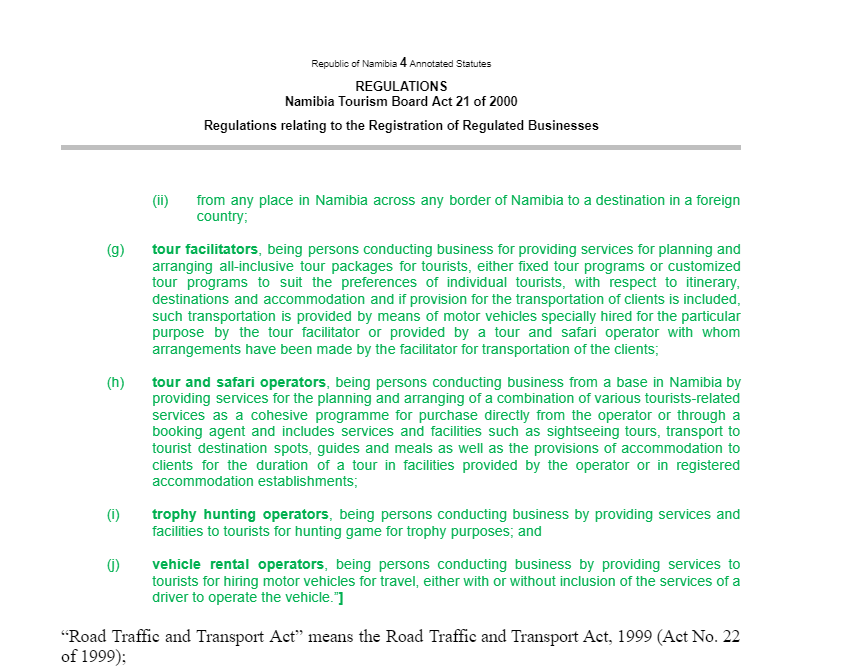 Republic of Namibia 4 Annotated Statutes
REGULATIONS
Namibia Tourism Board Act 21 of 2000
Regulations relating to the Registration of Regulated Businesses
(ii) from any place in Namibia across any border of Namibia to a destination in a foreign
country;
(g) tour facilitators, being persons conducting business for providing services for planning and
arranging all-inclusive tour packages for tourists, either fixed tour programs or customized
tour programs to suit the preferences of individual tourists, with respect to itinerary,
destinations and accommodation and if provision for the transportation of clients is included,
such transportation is provided by means of motor vehicles specially hired for the particular
purpose by the tour facilitator or provided by a tour and safari operator with whom
arrangements have been made by the facilitator for transportation of the clients;
(h) tour and safari operators, being persons conducting business from a base in Namibia by
providing services for the planning and arranging of a combination of various tourists-related
services as a cohesive programme for purchase directly from the operator or through a
booking agent and includes services and facilities such as sightseeing tours, transport to
tourist destination spots, guides and meals as well as the provisions of accommodation to
clients for the duration of a tour in facilities provided by the operator or in registered
accommodation establishments;
(i) trophy hunting operators, being persons conducting business by providing services and
facilities to tourists for hunting game for trophy purposes; and
(j) vehicle rental operators, being persons conducting business by providing services to
tourists for hiring motor vehicles for travel, either with or without inclusion of the services of a
driver to operate the vehicle."]
“Road Traffic and Transport Act” means the Road Traffic and Transport Act, 1999 (Act No. 22
of 1999);